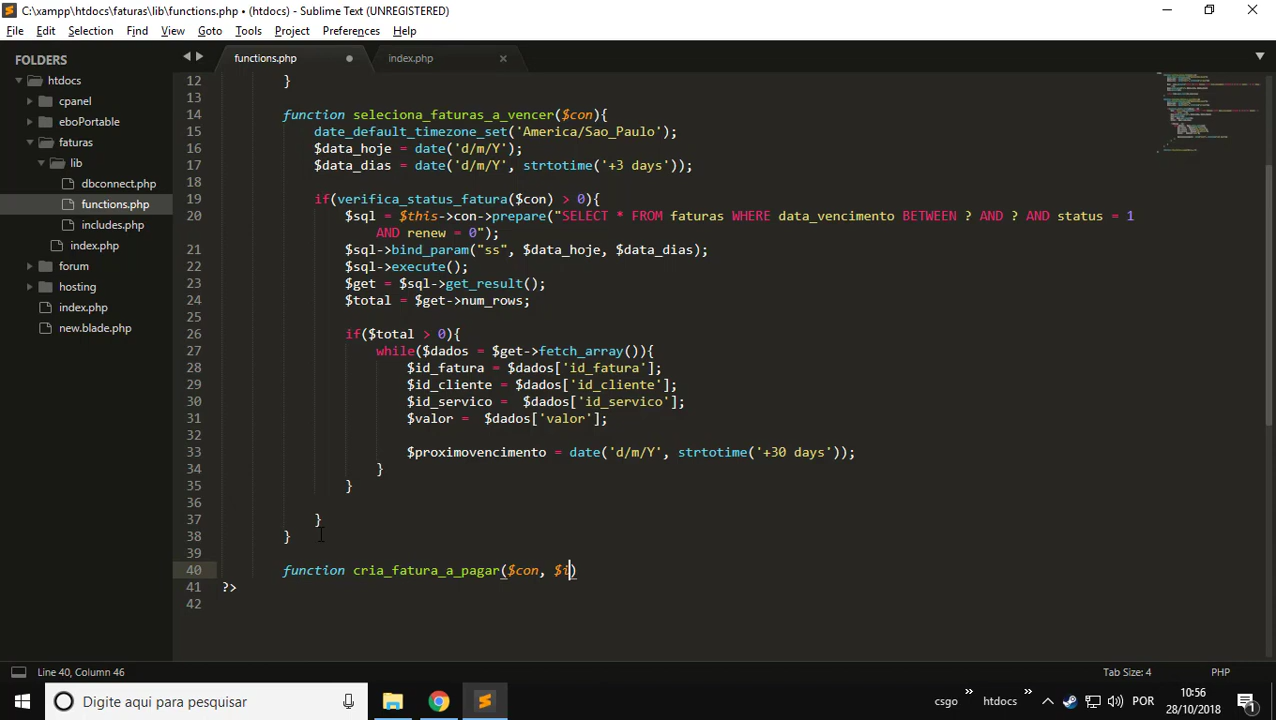 C:\xampp\htdocs\faturas\lib\functions.php • (htdocs) - Sublime Text (UNREGISTERED)
File Edit Selection Find View Goto Tools Project Preferences Help
FOLDERS
htdocs
cpanel
eboPortable
faturas
lib
dbconnect.php
functions.php
includes.php
index.php
forum
hosting
index.php
new.blade.php
functions.php index.php
12 }
13
14 function seleciona_faturas_a_vencer($con){
15 date_default_timezone_set('America/Sao_Paulo');
16 $data_hoje = date('d/m/Y');
17 $data_dias = date('d/m/Y', strtotime('+3 days'));
18
19 if(verifica_status_fatura($con) > 0){
20 $sql = $this->con->prepare("SELECT * FROM faturas WHERE data_vencimento BETWEEN ? AND ? AND status = 1
AND renew = 0");
21 $sql->bind_param("ss", $data_hoje, $data_dias);
22 $sql->execute();
23 $get = $sql->get_result();
24 $total = $get->num_rows;
25
26 if($total > 0){
27 while($dados = $get->fetch_array()){
28 $id_fatura = $dados['id_fatura'];
29 $id_cliente = $dados['id_cliente'];
30 $id_servico =  $dados['id_servico'];
31 $valor =  $dados['valor'];
32
33 $proximovencimento = date('d/m/Y', strtotime('+30 days'));
34 }
35 }
36
37 }
38 }
39
40 function cria_fatura_a_pagar($con, $i)
41 ?>
42
Line 40, Column 46 Tab Size: 4 PHP
Digite aqui para pesquisar csgo » htdocs » POR 10:56
28/10/2018 1